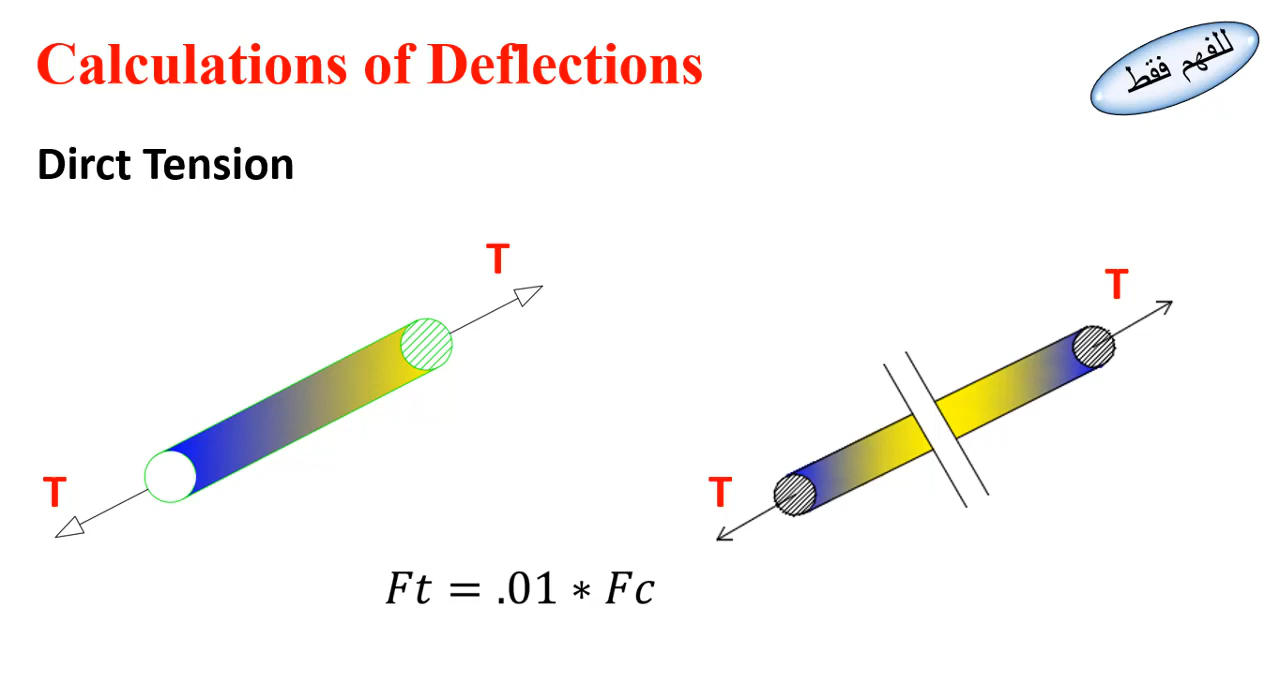 Calculations of Deflections
للفهم فقط
Dirct Tension
T
T
T
T
Ft = .01 ∗ Fc